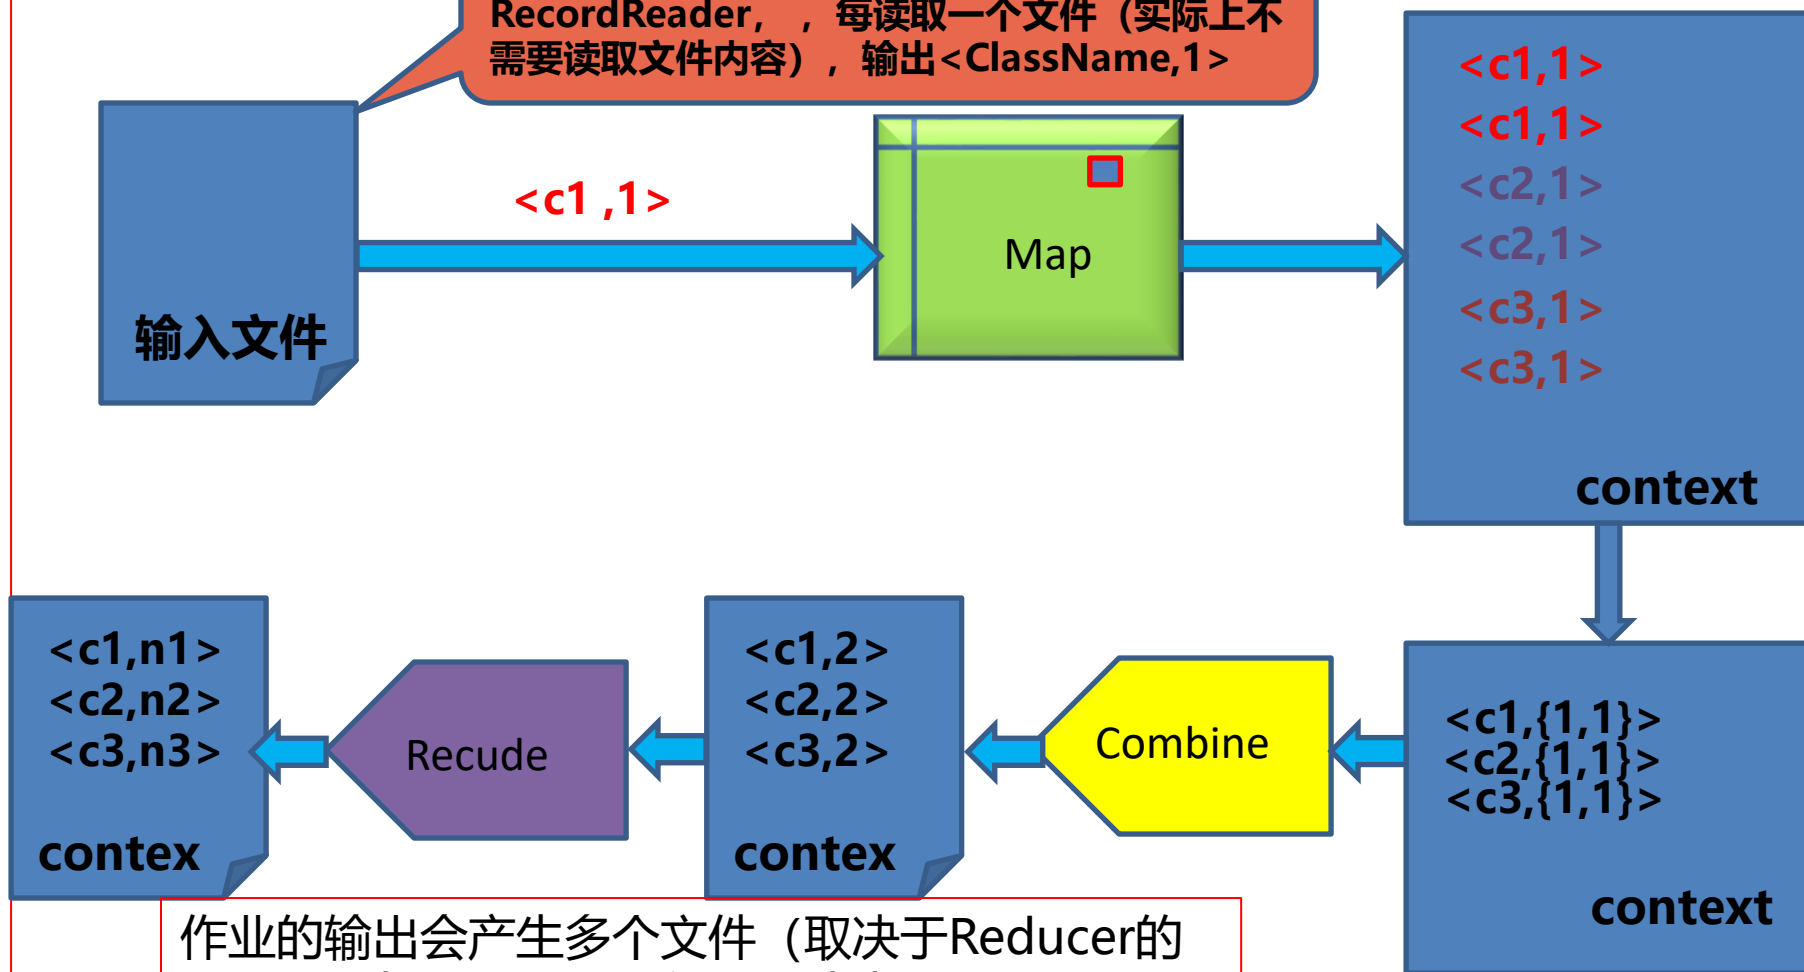 RecordReader， ，每读取一个文件（实际上不
需要读取文件内容），输出<ClassName,1>
<c1 ,1>
输入文件
Map
<c1,1>
<c1,1>
<c2,1>
<c2,1>
<c3,1>
<c3,1>
context
<c1,{1,1}>
<c2,{1,1}>
<c3,{1,1}>
context
Combine
<c1,2>
<c2,2>
<c3,2>
contex
Recude
<c1,n1>
<c2,n2>
<c3,n3>
contex
作业的输出会产生多个文件（取决于Reducer的